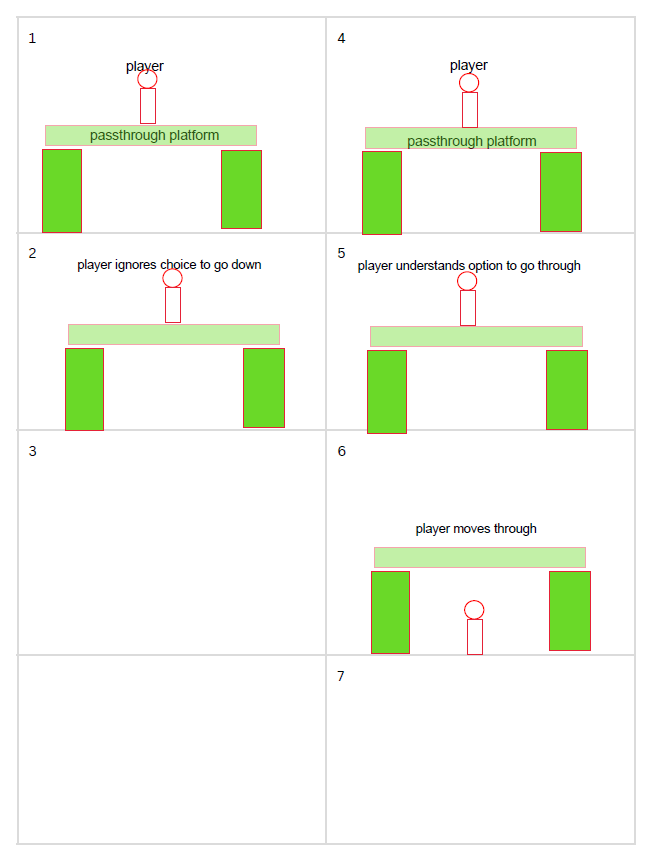 1
player
passthrough platform
4
player
passthrough platform
2
player ignores choice to go down
5
player understands option to go through
3
6
player moves through
7